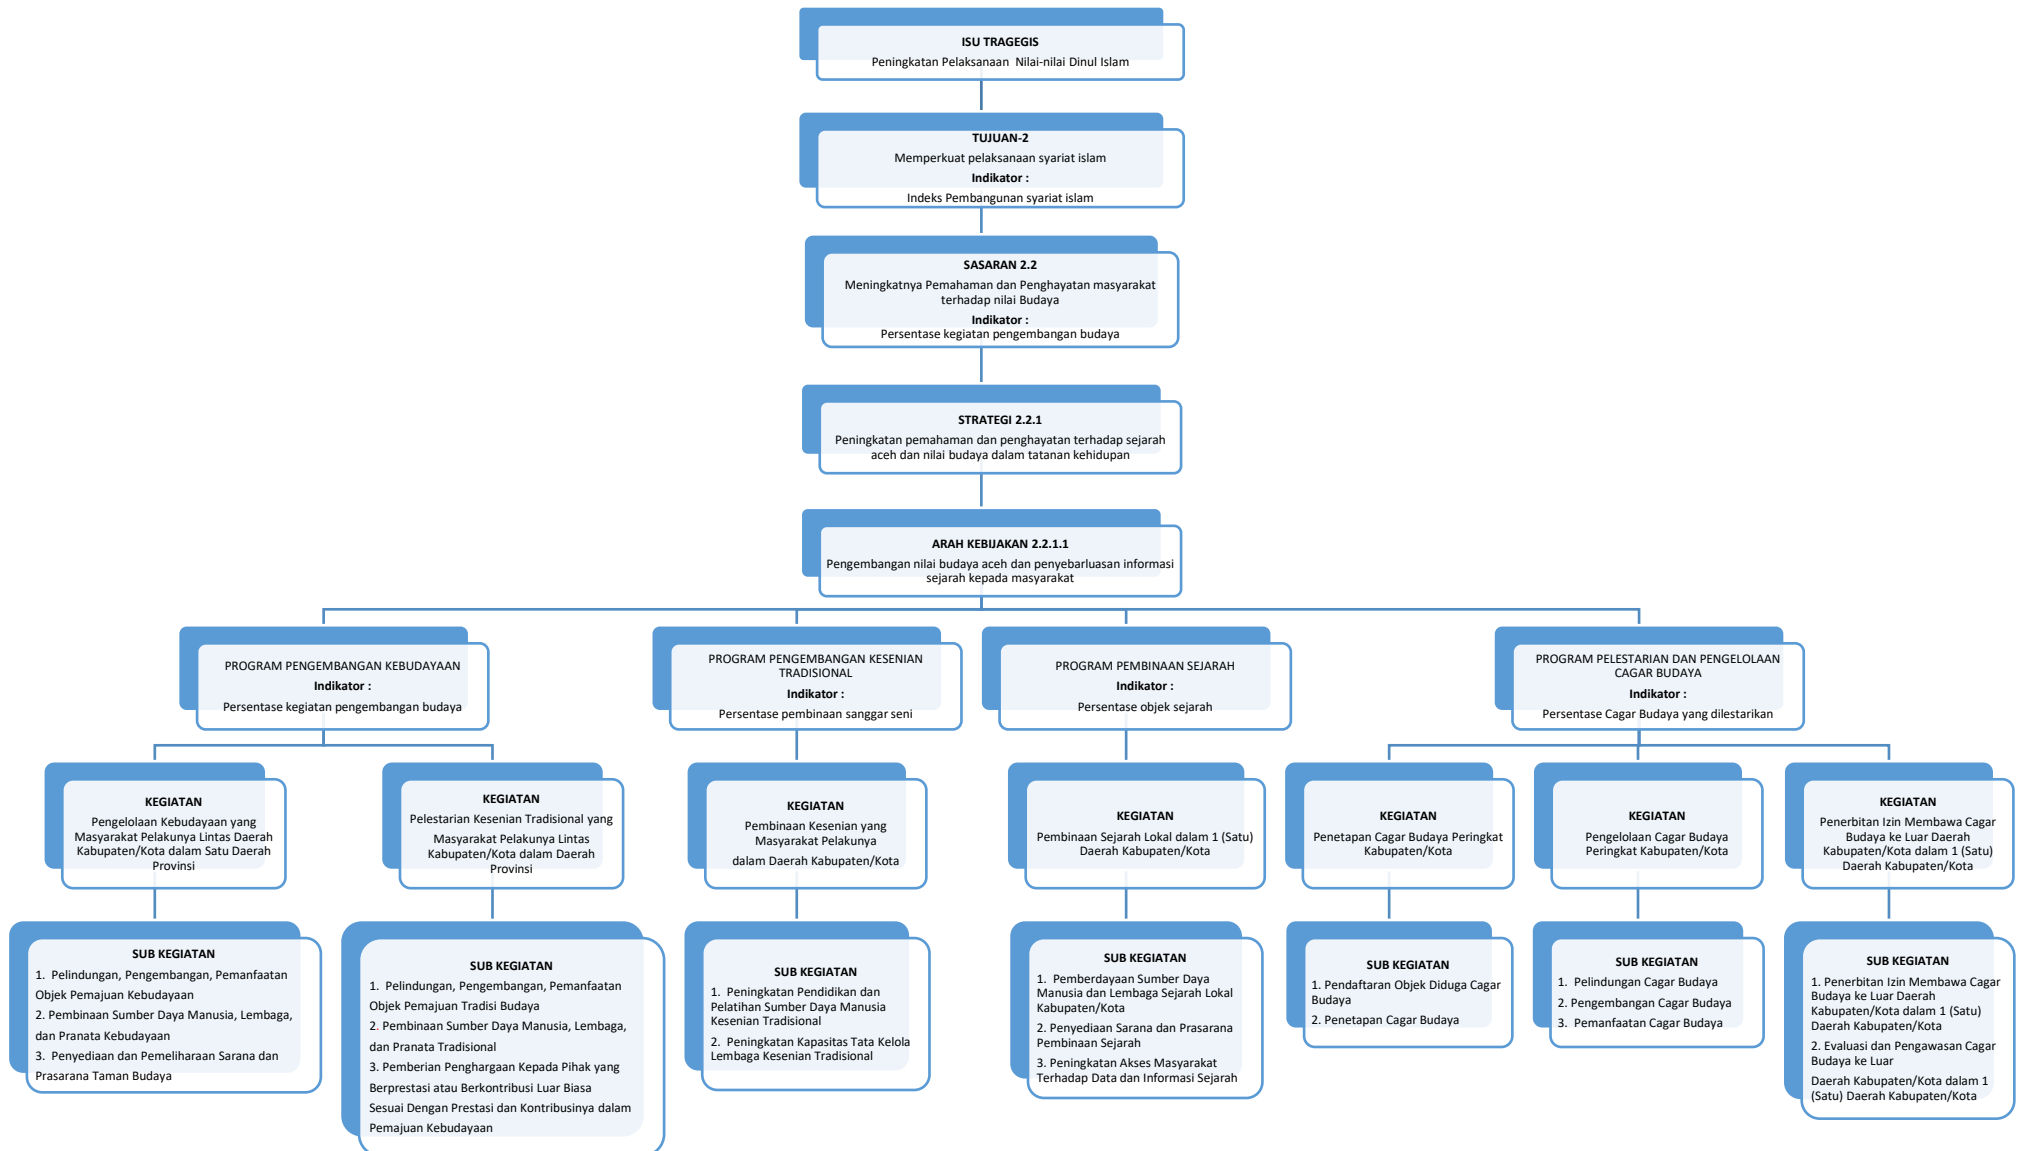 ISU TRAGEGIS
Peningkatan Pelaksanaan Nilai-nilai Dinul Islam
TUJUAN-2
Memperkuat pelaksanaan syariat islam
Indikator :
Indeks Pembangunan syariat islam
SASARAN 2.2
Meningkatnya Pemahaman dan Penghayatan masyarakat
terhadap nilai Budaya
Indikator :
Persentase kegiatan pengembangan budaya
STRATEGI 2.2.1
Peningkatan pemahaman dan penghayatan terhadap sejarah
aceh dan nilai budaya dalam tatanan kehidupan
ARAH KEBIJAKAN 2.2.1.1
Pengembangan nilai budaya aceh dan penyebarluasan informasi
sejarah kepada masyarakat
PROGRAM PENGEMBANGAN KEBUDAYAAN
Indikator :
Persentase kegiatan pengembangan budaya
PROGRAM PENGEMBANGAN KESENIAN
TRADISIONAL
Indikator :
Persentase pembinaan sanggar seni
PROGRAM PEMBINAAN SEJARAH
Indikator :
Persentase objek sejarah
PROGRAM PELESTARIAN DAN PENGELOLAAN
CAGAR BUDAYA
Indikator :
Persentase Cagar Budaya yang dilestarikan
KEGIATAN
Pengelolaan Kebudayaan yang
Masyarakat Pelakunya Lintas Daerah
Kabupaten/Kota dalam Satu Daerah
Provinsi
KEGIATAN
Pelestarian Kesenian Tradisional yang
Masyarakat Pelakunya Lintas
Kabupaten/Kota dalam Daerah
Provinsi
KEGIATAN
Pembinaan Kesenian yang
Masyarakat Pelakunya
dalam Daerah Kabupaten/Kota
KEGIATAN
Pembinaan Sejarah Lokal dalam 1 (Satu)
Daerah Kabupaten/Kota
KEGIATAN
Penetapan Cagar Budaya Peringkat
Kabupaten/Kota
KEGIATAN
Pengelolaan Cagar Budaya
Peringkat Kabupaten/Kota
KEGIATAN
Penerbitan Izin Membawa Cagar
Budaya ke Luar Daerah
Kabupaten/Kota dalam 1 (Satu)
Daerah Kabupaten/Kota
SUB KEGIATAN
1. Pelindungan, Pengembangan, Pemanfaatan
Objek Pemajuan Kebudayaan
2. Pembinaan Sumber Daya Manusia, Lembaga,
dan Pranata Kebudayaan
3. Penyediaan dan Pemeliharaan Sarana dan
Prasarana Taman Budaya
SUB KEGIATAN
1. Pelindungan, Pengembangan, Pemanfaatan
Objek Pemajuan Tradisi Budaya
2. Pembinaan Sumber Daya Manusia, Lembaga,
dan Pranata Tradisional
3. Pemberian Penghargaan Kepada Pihak yang
Berprestasi atau Berkontribusi Luar Biasa
Sesuai Dengan Prestasi dan Kontribusinya dalam
Pemajuan Kebudayaan
SUB KEGIATAN
1. Peningkatan Pendidikan dan
Pelatihan Sumber Daya Manusia
Kesenian Tradisional
2. Peningkatan Kapasitas Tata Kelola
Lembaga Kesenian Tradisional
SUB KEGIATAN
1. Pemberdayaan Sumber Daya
Manusia dan Lembaga Sejarah Lokal
Kabupaten/Kota
2. Penyediaan Sarana dan Prasarana
Pembinaan Sejarah
3. Peningkatan Akses Masyarakat
Terhadap Data dan Informasi Sejarah
SUB KEGIATAN
1. Pendaftaran Objek Diduga Cagar
Budaya
2. Penetapan Cagar Budaya
SUB KEGIATAN
1. Pelindungan Cagar Budaya
2. Pengembangan Cagar Budaya
3. Pemanfaatan Cagar Budaya
SUB KEGIATAN
1. Penerbitan Izin Membawa Cagar
Budaya ke Luar Daerah
Kabupaten/Kota dalam 1 (Satu)
Daerah Kabupaten/Kota
2. Evaluasi dan Pengawasan Cagar
Budaya ke Luar
Daerah Kabupaten/Kota dalam 1
(Satu) Daerah Kabupaten/Kota